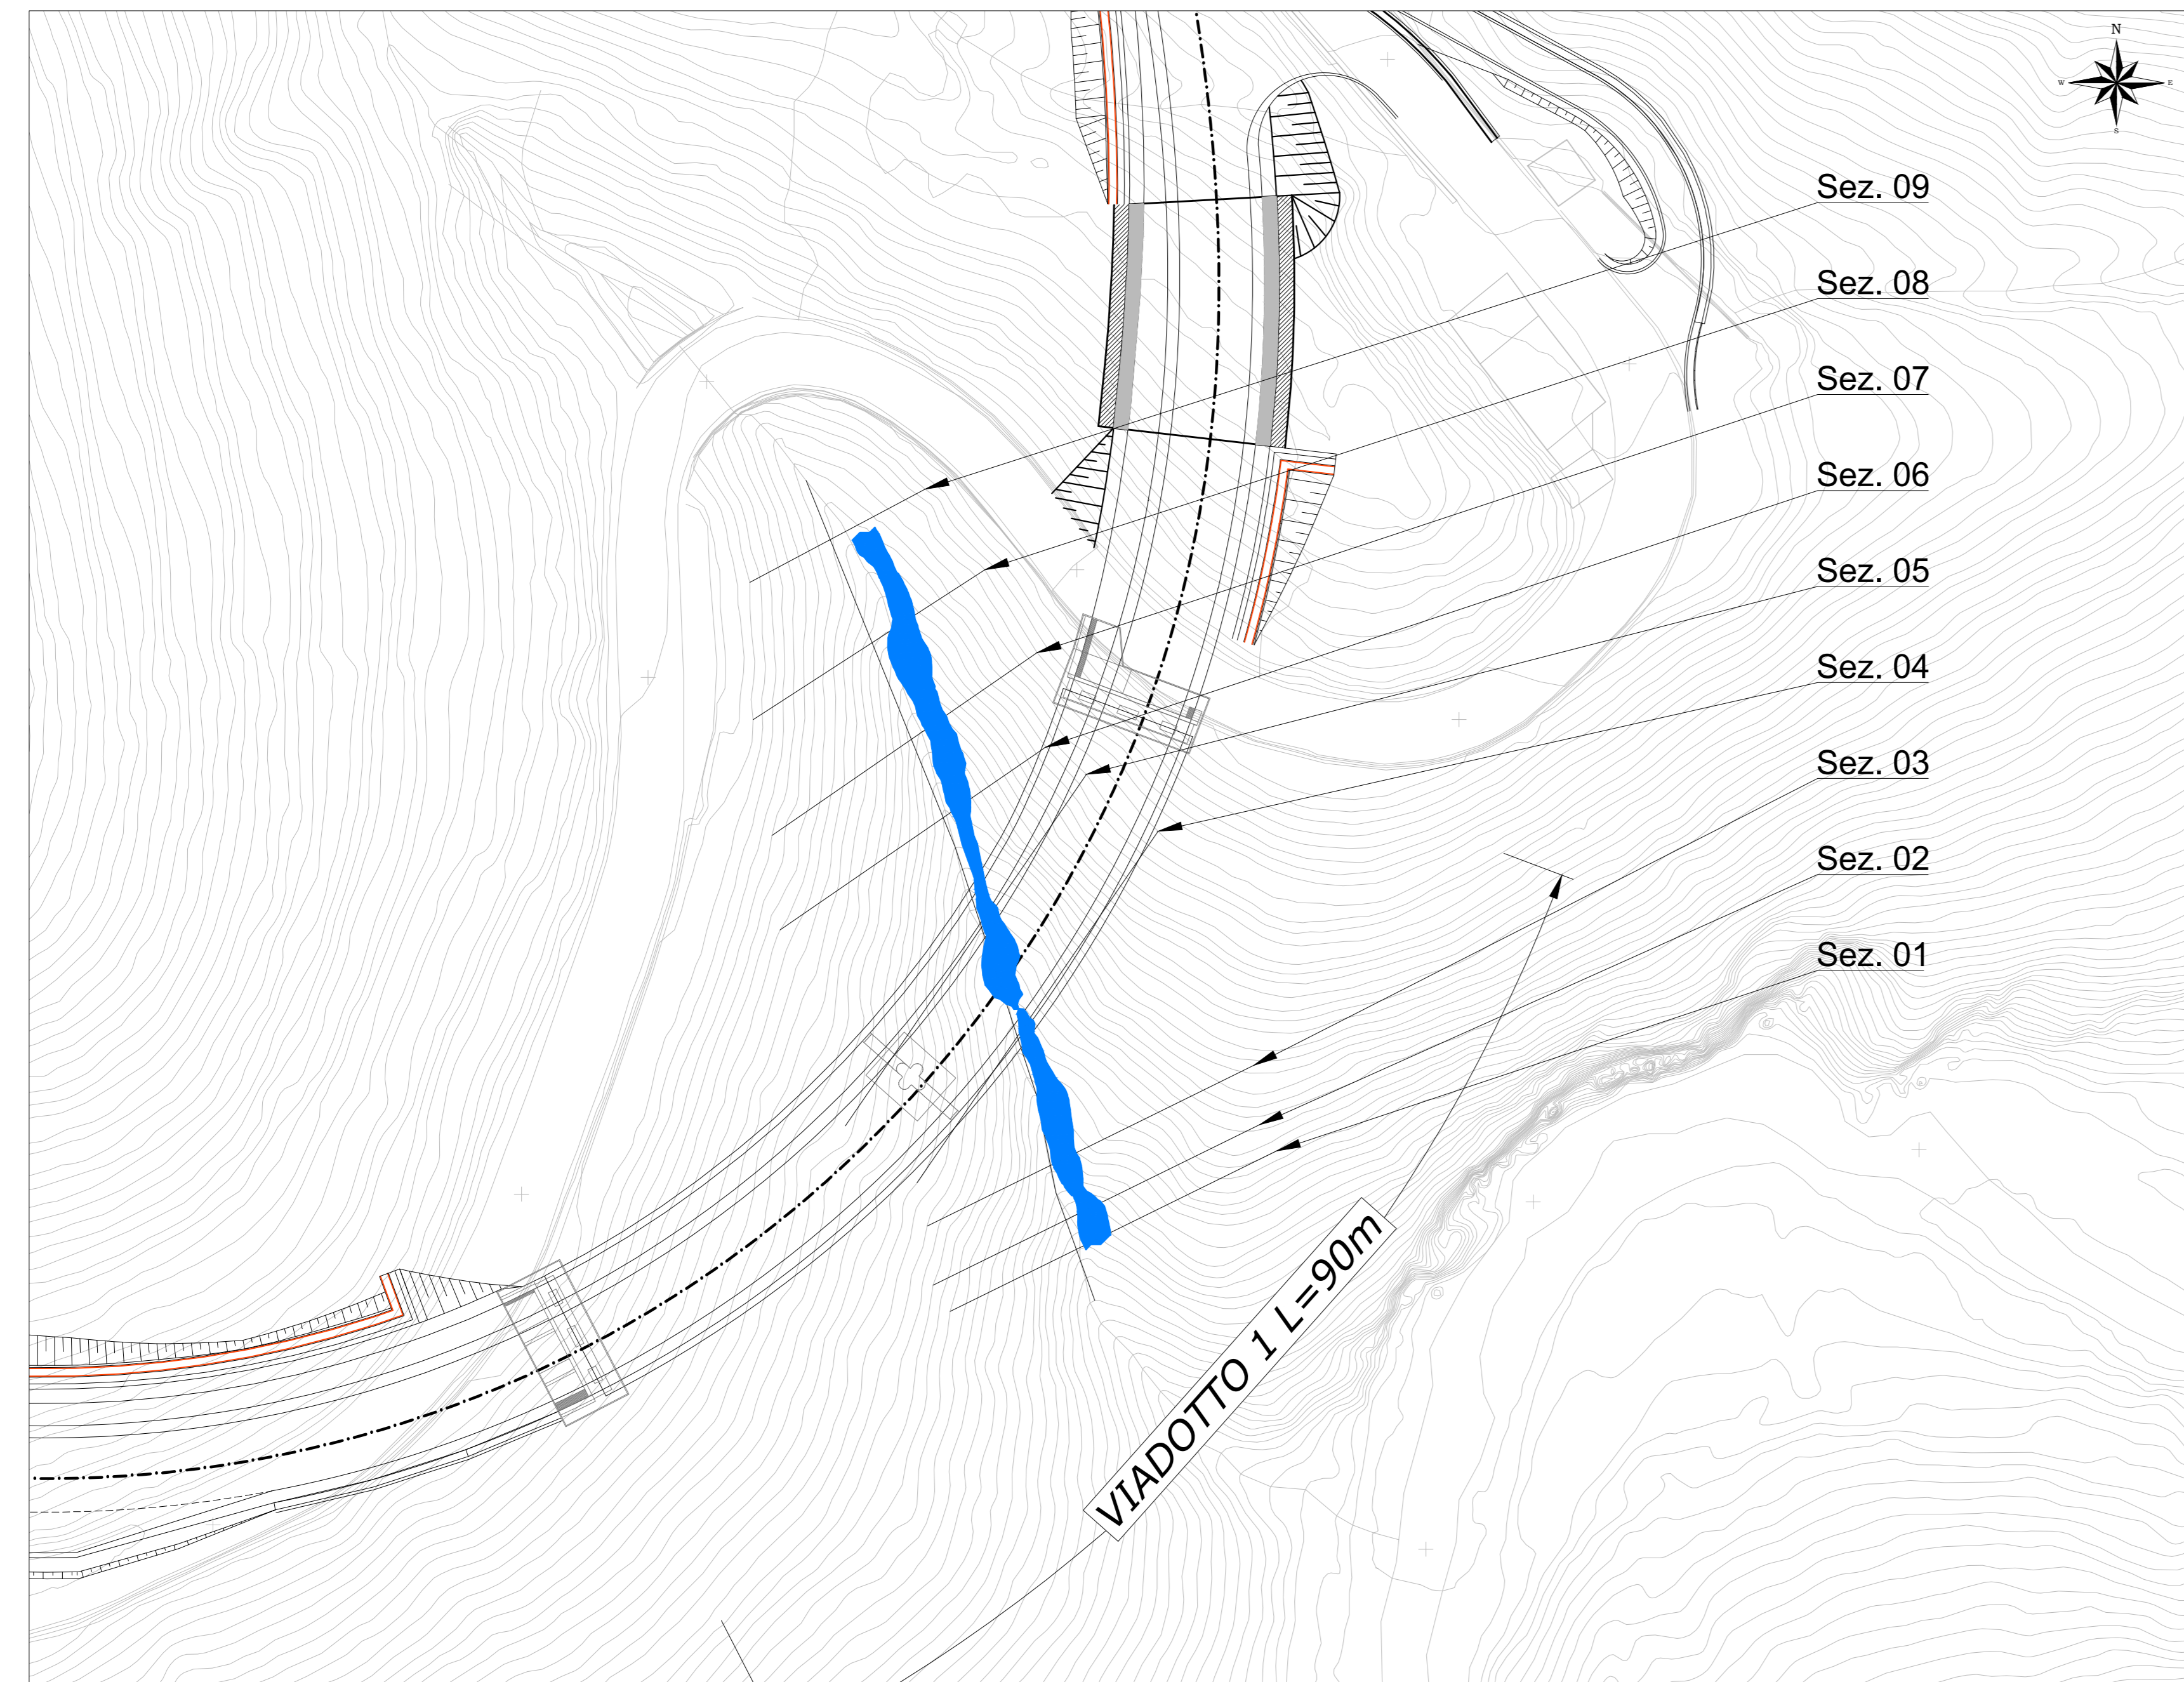 N
W E
S
Sez. 09
Sez. 08
Sez. 07
Sez. 06
Sez. 05
Sez. 04
Sez. 03
Sez. 02
Sez. 01
VIADOTTO 1 L=90m